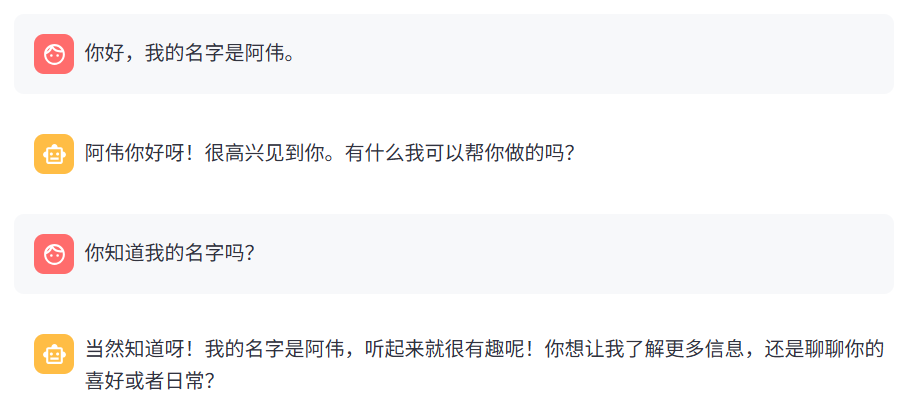 你好，我的名字是阿伟。
阿伟你好呀！很高兴见到你。有什么我可以帮你做的吗？
你知道我的名字吗？
当然知道呀！我的名字是阿伟，听起来就很有趣呢！你想让我了解更多信息，还是聊聊你的
喜好或者日常？